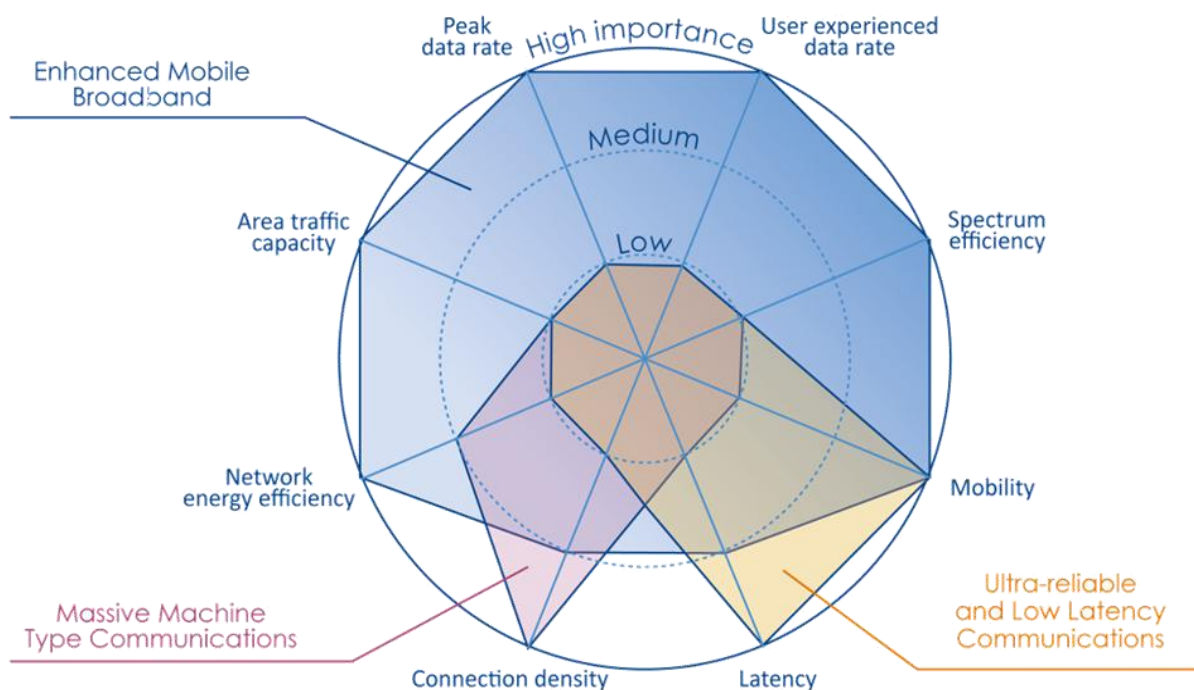 Peak
data rate
High importance
User experienced
data rate
Enhanced Mobile
Broadband
Medium
Area traffic
capacity
Low
Spectrum
efficiency
Network
energy efficiency
Mobility
Massive Machine
Type Communications
Ultra-reliable
and Low Latency
Communications
Connection density
Latency